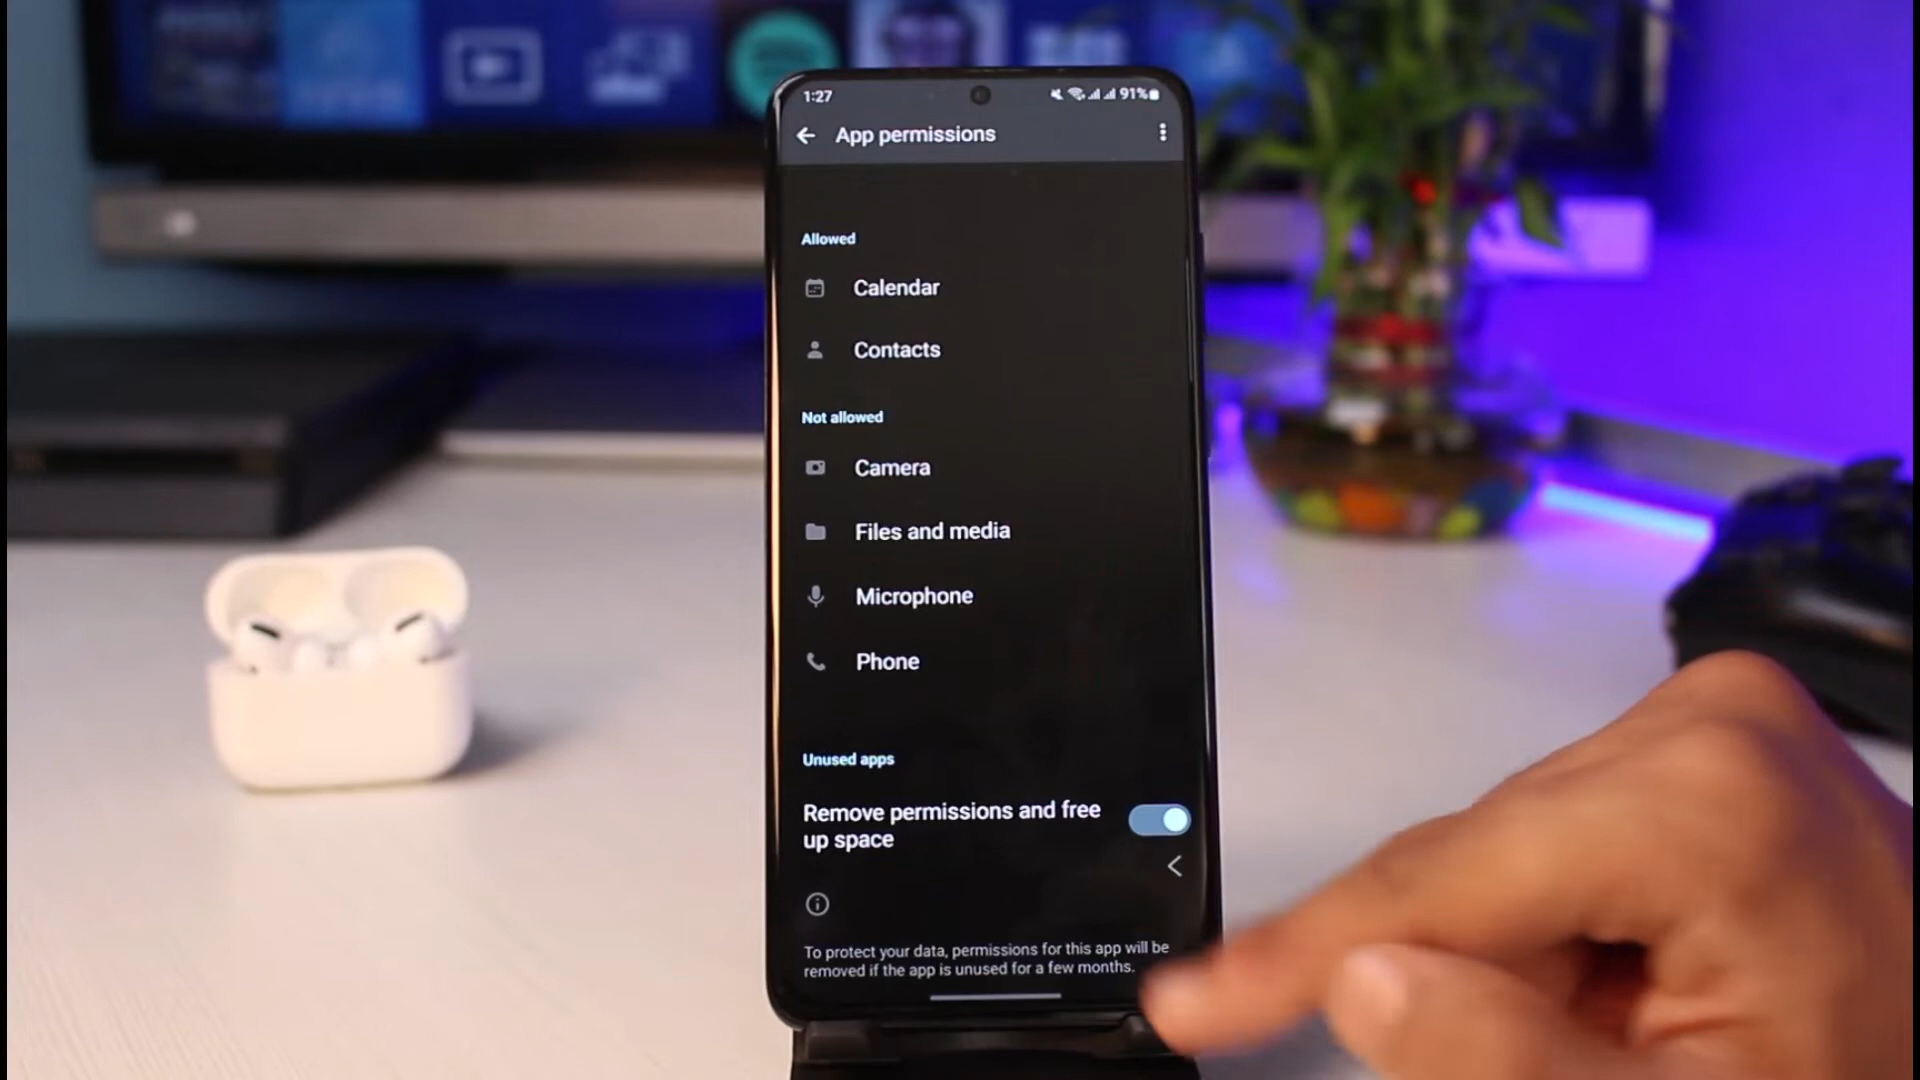 1:27
91%
App permissions
Allowed
Calendar
Contacts
Not allowed
Camera
Files and media
Microphone
Phone
Unused apps
Remove permissions and free
up space
To protect your data, permissions for this app will be
removed if the app is unused for a few months.